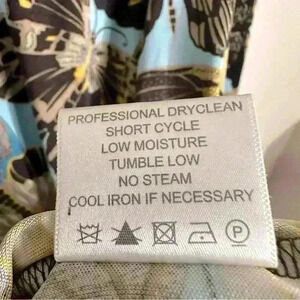 PROFESSIONAL DRYCLEAN
SHORT CYCLE
LOW MOISTURE
TUMBLE LOW
NO STEAM
COOL IRON IF NECESSARY
P